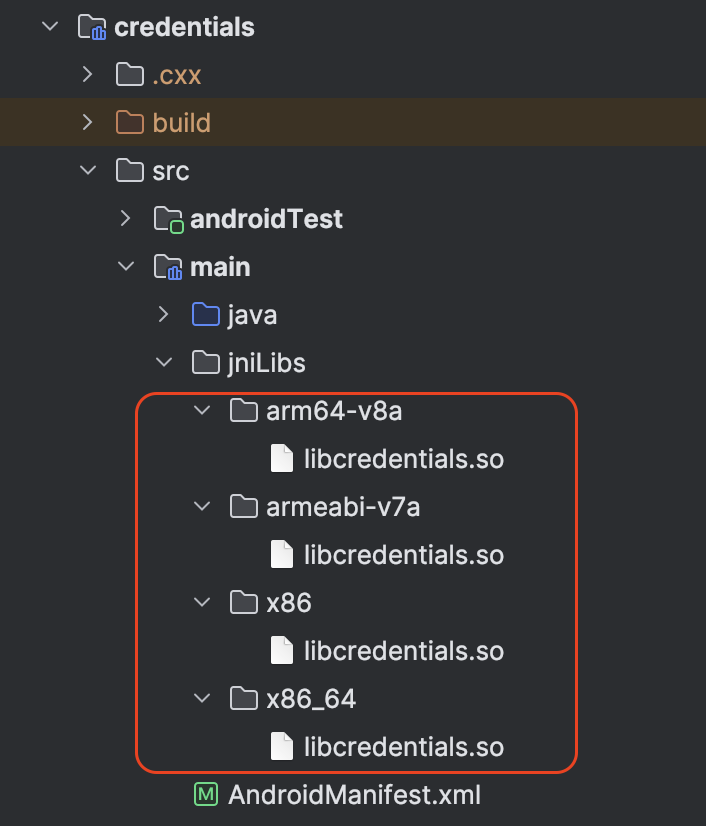 credentials
.cxx
build
src
androidTest
main
java
jniLibs
arm64-v8a
libcredentials.so
armeabi-v7a
libcredentials.so
x86
libcredentials.so
x86_64
libcredentials.so
M AndroidManifest.xml